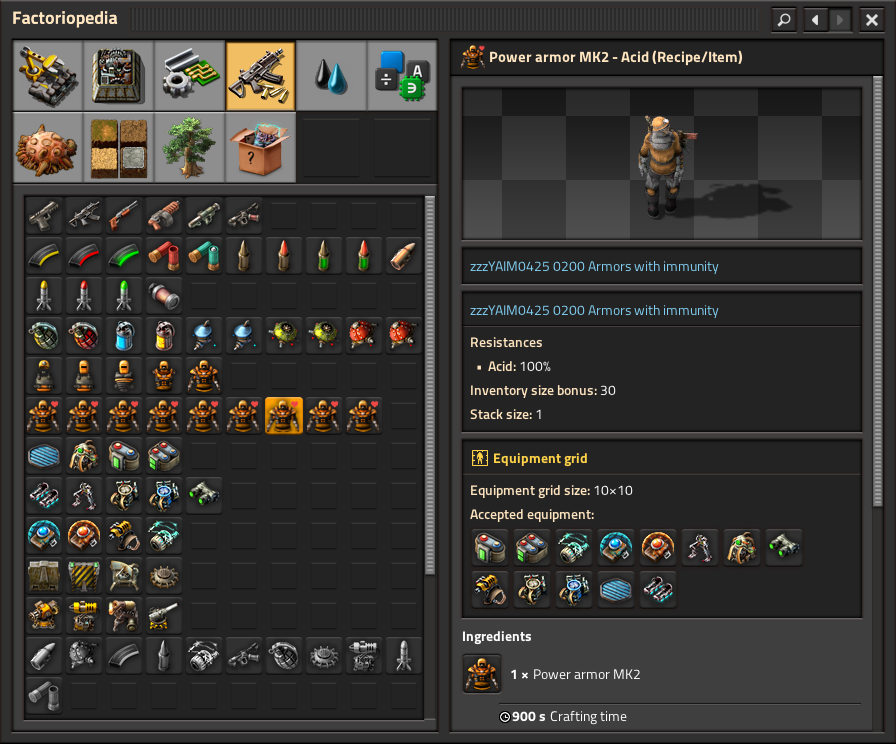 Factoriopedia
Power armor MK2 - Acid (Recipe/Item)
zzzYAIM0425 0200 Armors with immunity
zzzYAIM0425 0200 Armors with immunity
Resistances
▪ Acid: 100%
Inventory size bonus: 30
Stack size: 1
Equipment grid
Equipment grid size: 10×10
Accepted equipment:
Ingredients
1 × Power armor MK2
900 s Crafting time